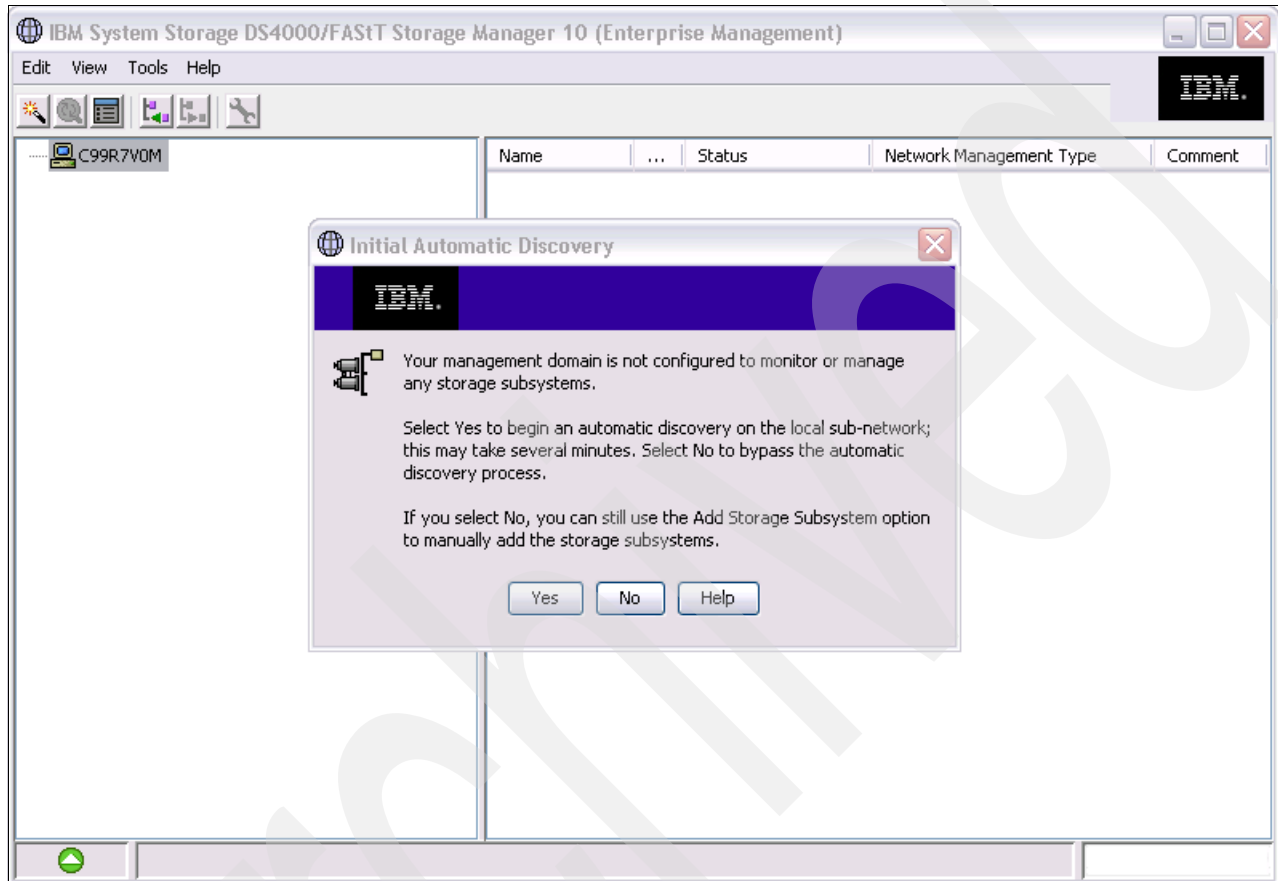 IBM System Storage DS4000/FAStT Storage Manager 10 (Enterprise Management)
Edit View Tools Help
IBM.
C99R7V0M
Name ... Status Network Management Type Comment
Initial Automatic Discovery
IBM.
Your management domain is not configured to monitor or manage
any storage subsystems.
Select Yes to begin an automatic discovery on the local sub-network;
this may take several minutes. Select No to bypass the automatic
discovery process.
If you select No, you can still use the Add Storage Subsystem option
to manually add the storage subsystems.
Yes No Help